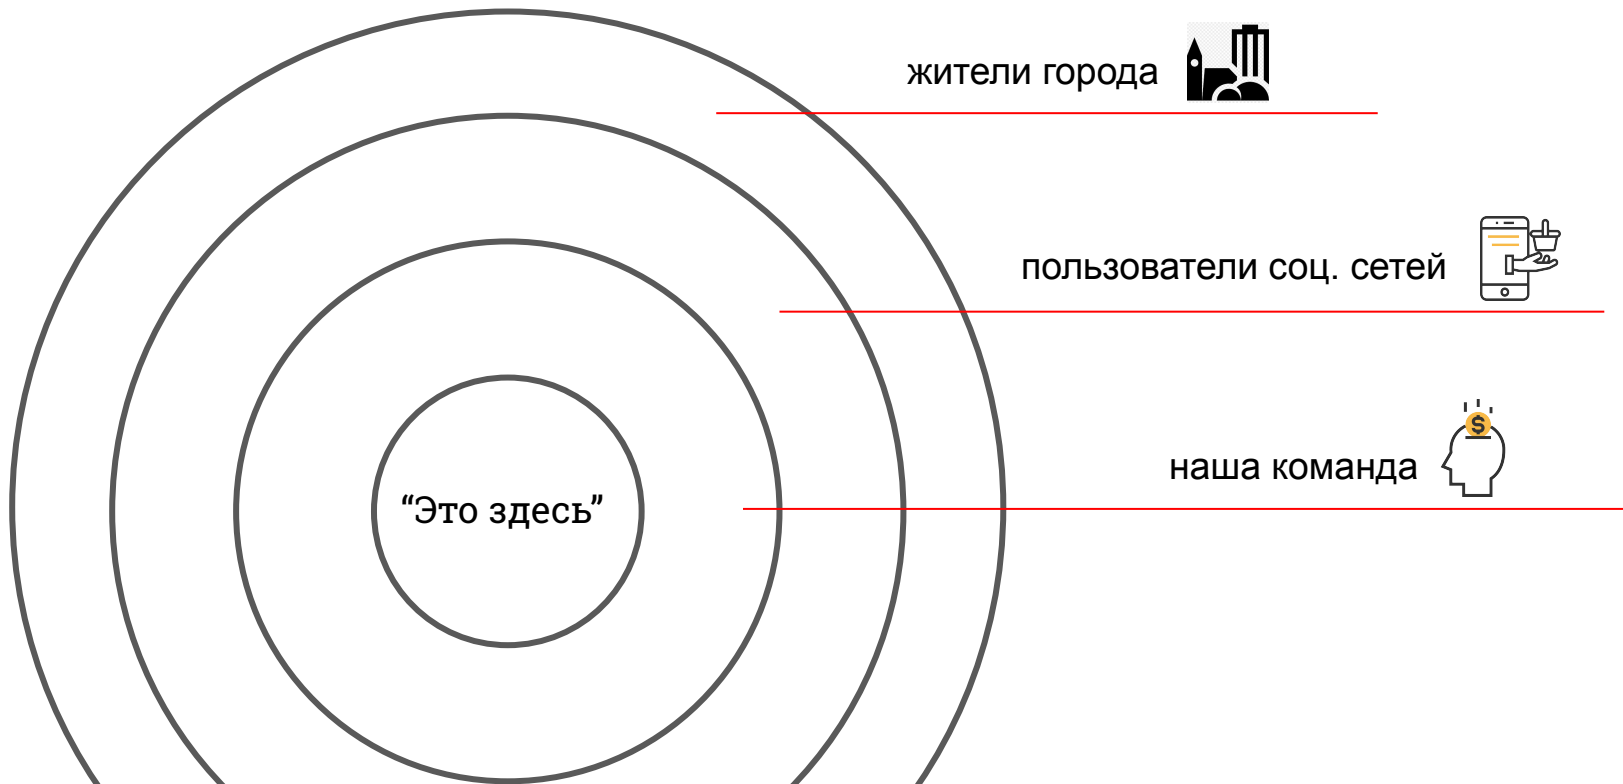 жители города
пользователи соц. сетей
наша команда
“Это здесь”